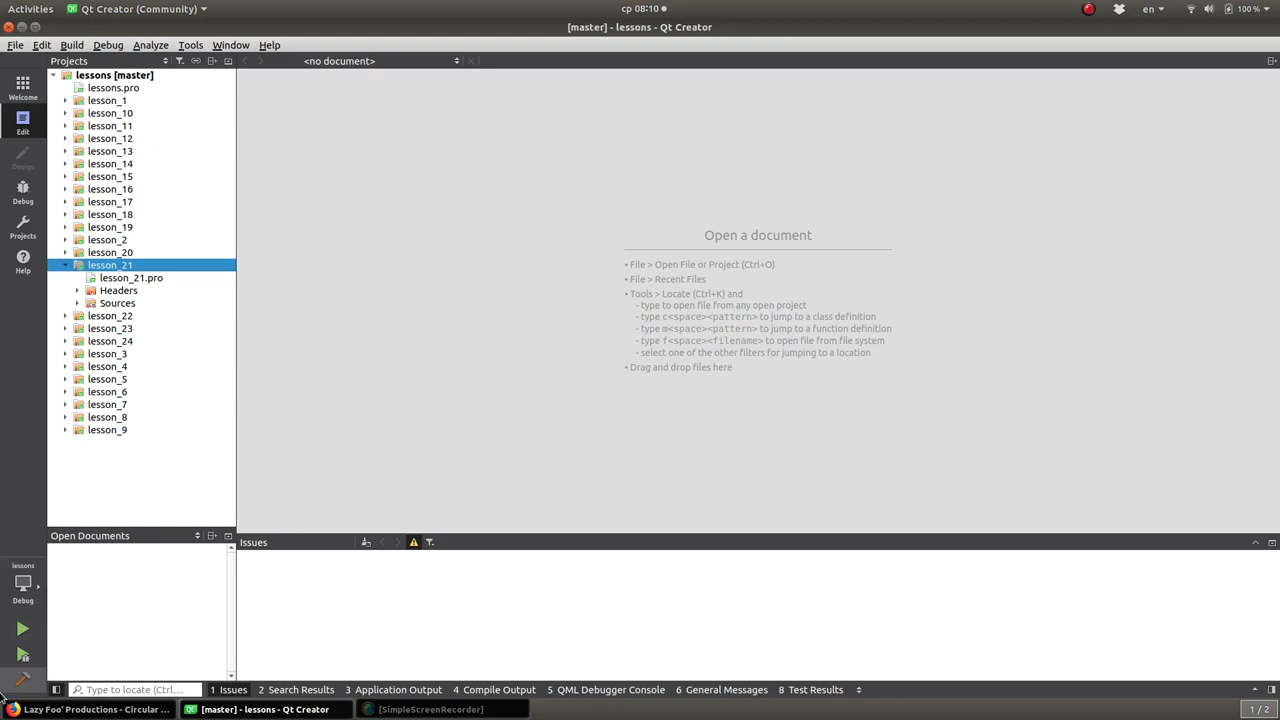 Activities
Qt Creator (Community)
ср 08:10
en
100 %
[master] - lessons - Qt Creator
File Edit Build Debug Analyze Tools Window Help
Projects
<no document>
Welcome
Edit
Design
Debug
Projects
Help
lessons [master]
lessons.pro
lesson_1
lesson_10
lesson_11
lesson_12
lesson_13
lesson_14
lesson_15
lesson_16
lesson_17
lesson_18
lesson_19
lesson_2
lesson_20
lesson_21
lesson_21.pro
Headers
Sources
lesson_22
lesson_23
lesson_24
lesson_3
lesson_4
lesson_5
lesson_6
lesson_7
lesson_8
lesson_9
Open a document
• File > Open File or Project (Ctrl+O)
• File > Recent Files
• Tools > Locate (Ctrl+K) and
- type to open file from any open project
- type c<space><pattern> to jump to a class definition
- type m<space><pattern> to jump to a function definition
- type f<space><filename> to open file from file system
- select one of the other filters for jumping to a location
• Drag and drop files here
Open Documents
Issues
lessons
Debug
Type to locate (Ctrl...
1 Issues
2 Search Results
3 Application Output
4 Compile Output
5 QML Debugger Console
6 General Messages
8 Test Results
Lazy Foo' Productions - Circular ...
QC [master] - lessons - Qt Creator
[SimpleScreenRecorder]
1 / 2